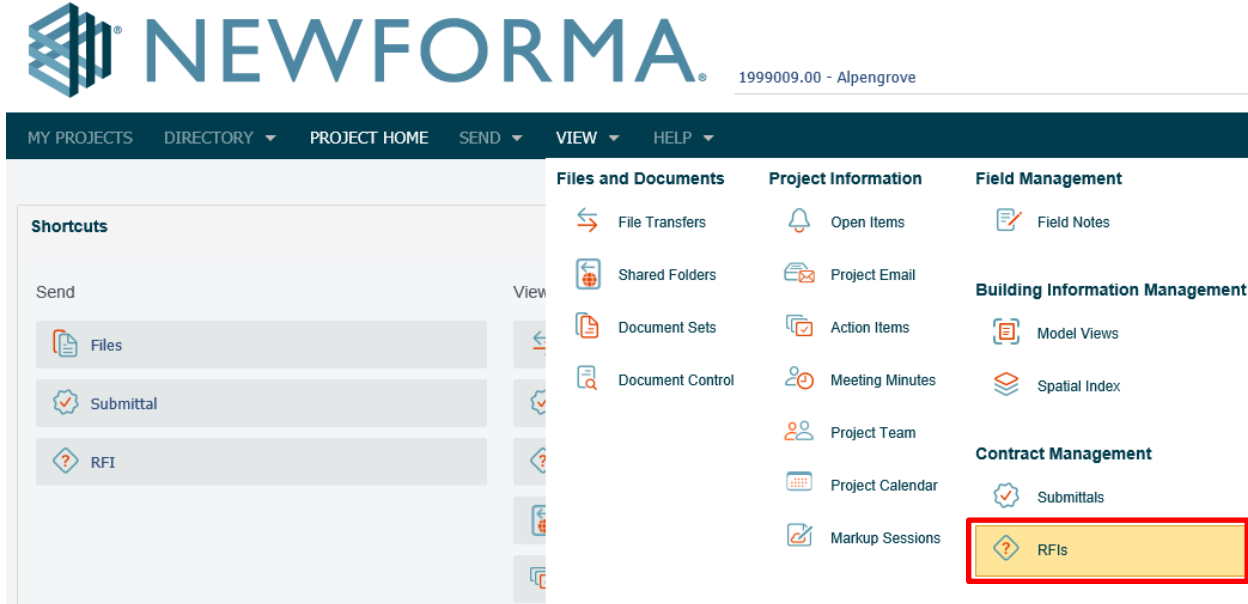 NEWFORMA®
1999009.00 - Alpengrove
MY PROJECTS DIRECTORY PROJECT HOME SEND VIEW HELP
Files and Documents
File Transfers
Shared Folders
Document Sets
Document Control
Project Information
Open Items
Project Email
Action Items
Meeting Minutes
Project Team
Project Calendar
Markup Sessions
Field Management
Field Notes
Building Information Management
Model Views
Spatial Index
Contract Management
Submittals
RFIs
Shortcuts
Send
Files
Submittal
RFI
View